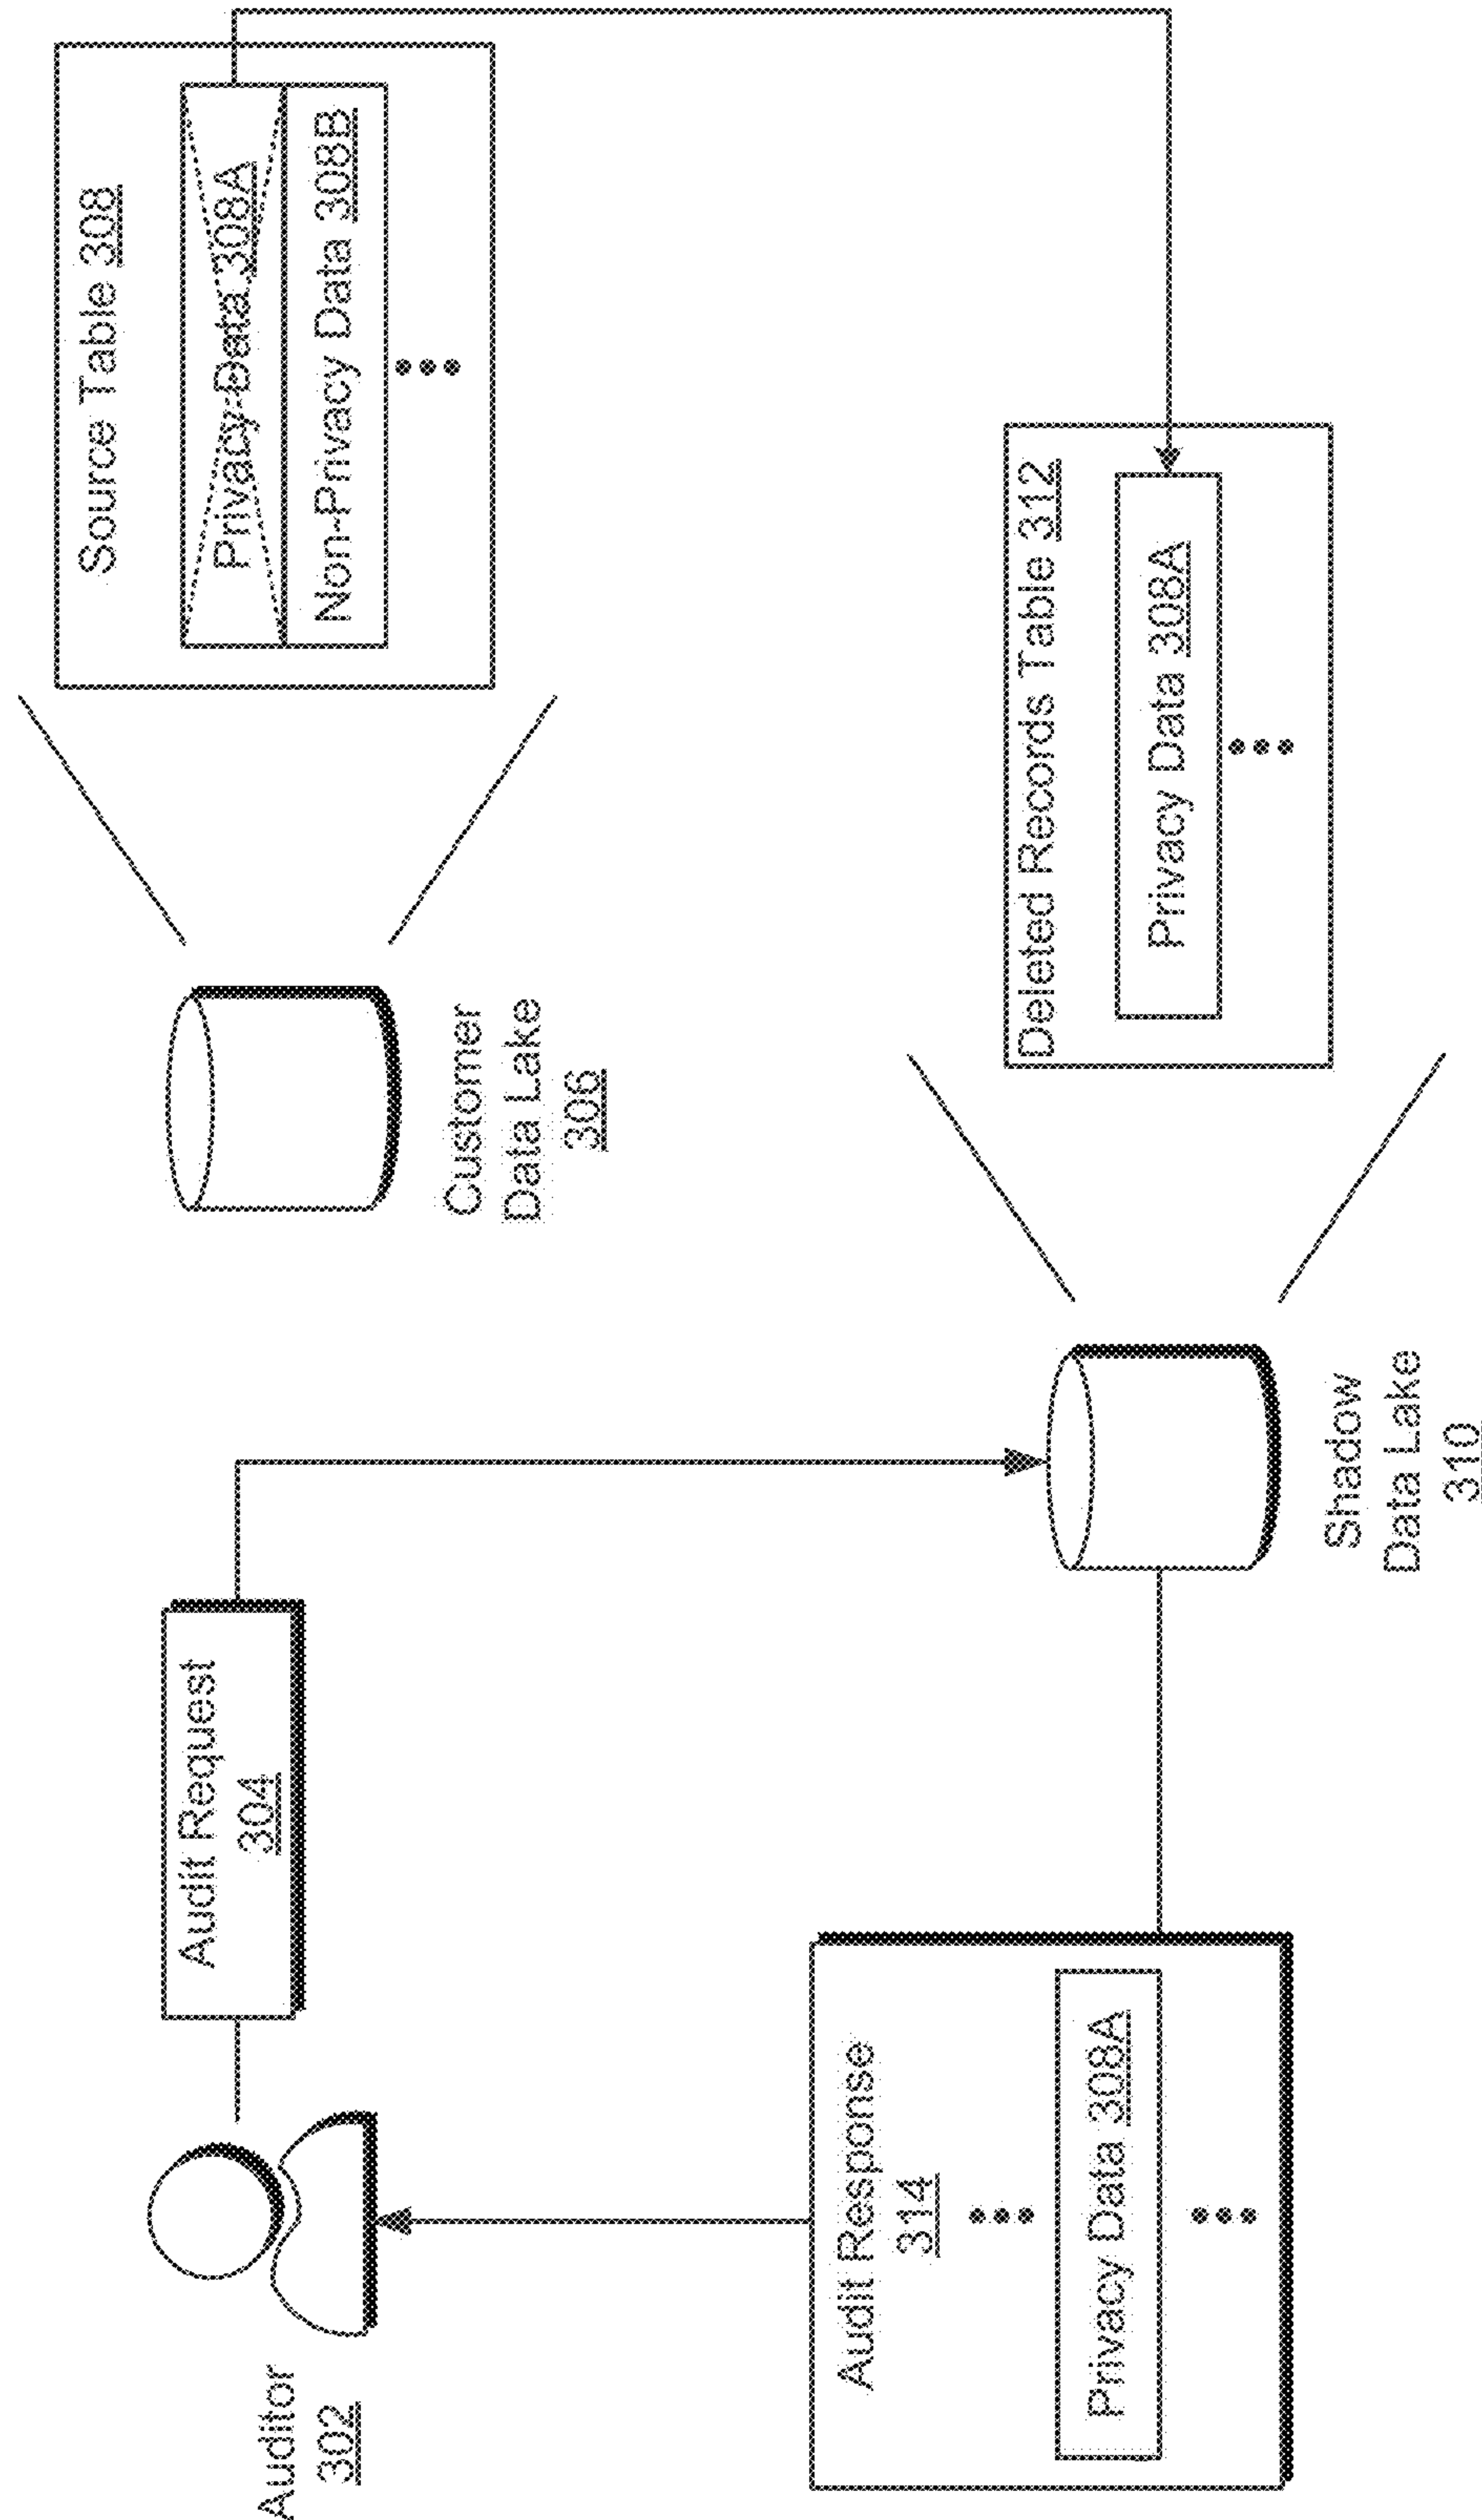 Auditor
302
Audit Request
304
Customer
Data Lake
306
Source Table 308
Privacy Data 308A
Non-Privacy Data 308B
Audit Response
314
Privacy Data 308A
Shadow
Data Lake
310
Deleted Records Table 312
Privacy Data 308A